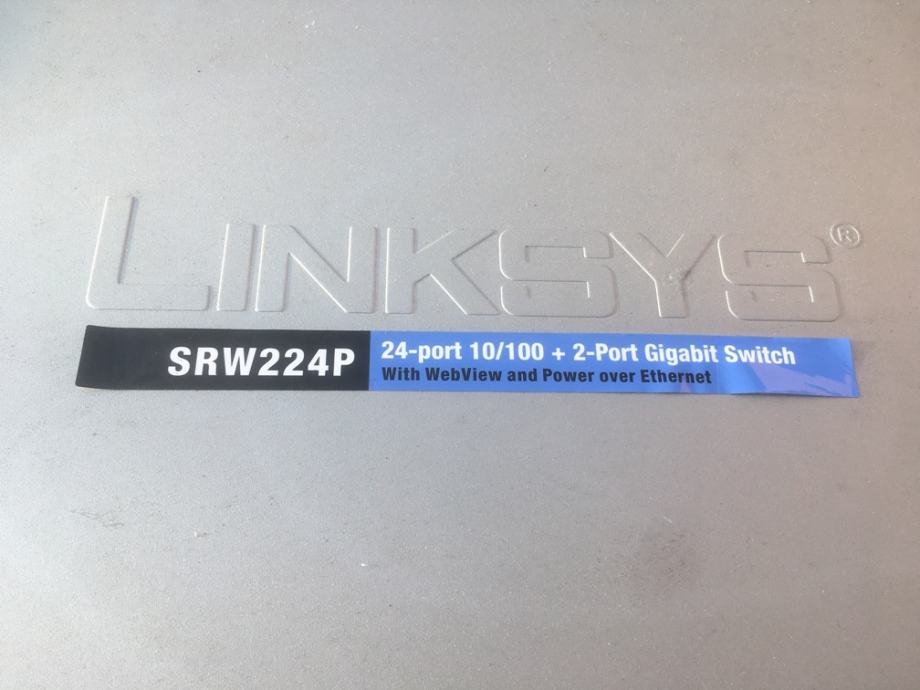 LINKSYS®
SRW224P
24-port 10/100 + 2-Port Gigabit Switch
With WebView and Power over Ethernet